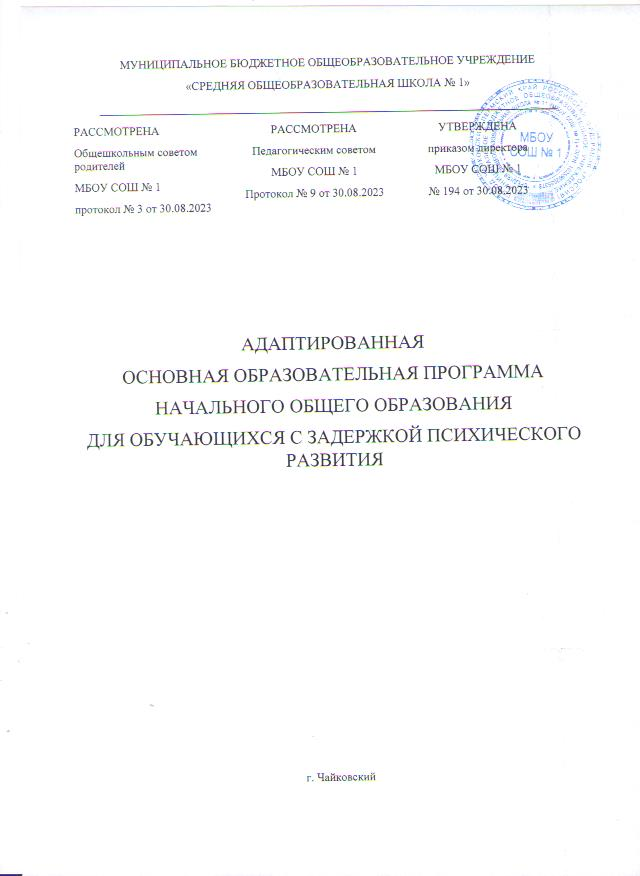 МУНИЦИПАЛЬНОЕ БЮДЖЕТНОЕ ОБЩЕОБРАЗОВАТЕЛЬНОЕ УЧРЕЖДЕНИЕ
«СРЕДНЯЯ ОБЩЕОБРАЗОВАТЕЛЬНАЯ ШКОЛА № 1»
РАССМОТРЕНА
Общешкольным советом
родителей
МБОУ СОШ № 1
протокол № 3 от 30.08.2023
РАССМОТРЕНА
Педагогическим советом
МБОУ СОШ № 1
Протокол № 9 от 30.08.2023
УТВЕРЖДЕНА
приказом директора
МБОУ СОШ № 1
№ 194 от 30.08.2023
МБОУ
СОШ № 1
АДАПТИРОВАННАЯ
ОСНОВНАЯ ОБРАЗОВАТЕЛЬНАЯ ПРОГРАММА
НАЧАЛЬНОГО ОБЩЕГО ОБРАЗОВАНИЯ
ДЛЯ ОБУЧАЮЩИХСЯ С ЗАДЕРЖКОЙ ПСИХИЧЕСКОГО
РАЗВИТИЯ
г. Чайковский